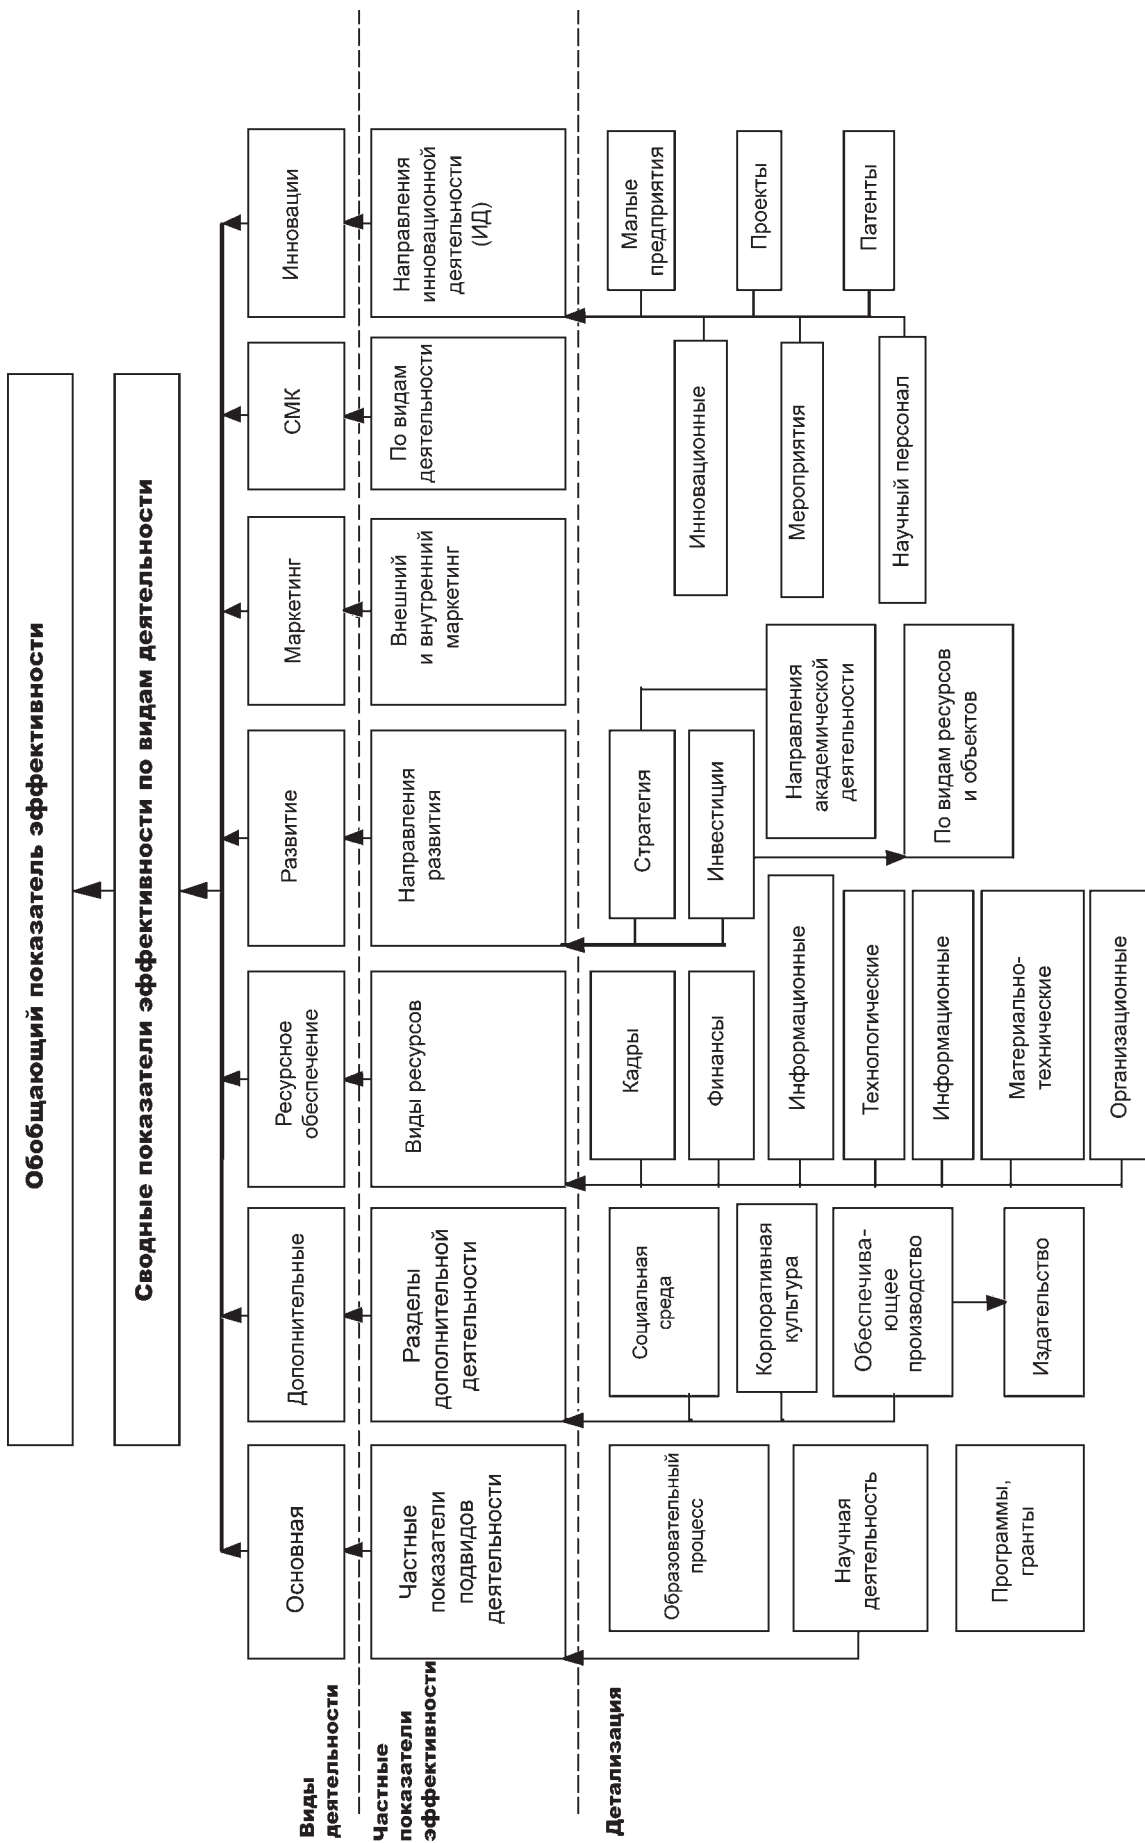 Обобщающий показатель эффективности
Сводные показатели эффективности по видам деятельности
Виды
деятельности
Основная
Дополнительные
Ресурсное
обеспечение
Развитие
Маркетинг
СМК
Инновации
Частные
показатели
эффективности
Частные
показатели
подвидов
деятельности
Разделы
дополнительной
деятельности
Виды ресурсов
Направления
развития
Внешний
и внутренний
маркетинг
По видам
деятельности
Направления
инновационной
деятельности
(ИД)
Детализация
Образовательный
процесс
Научная
деятельность
Программы,
гранты
Социальная
среда
Корпоративная
культура
Обеспечива-
ющее
производство
Издательство
Кадры
Финансы
Информационные
Технологические
Информационные
Материально-
технические
Организационные
Стратегия
Инвестиции
Направления
академической
деятельности
По видам ресурсов
и объектов
Инновационные
Мероприятия
Научный персонал
Малые
предприятия
Проекты
Патенты